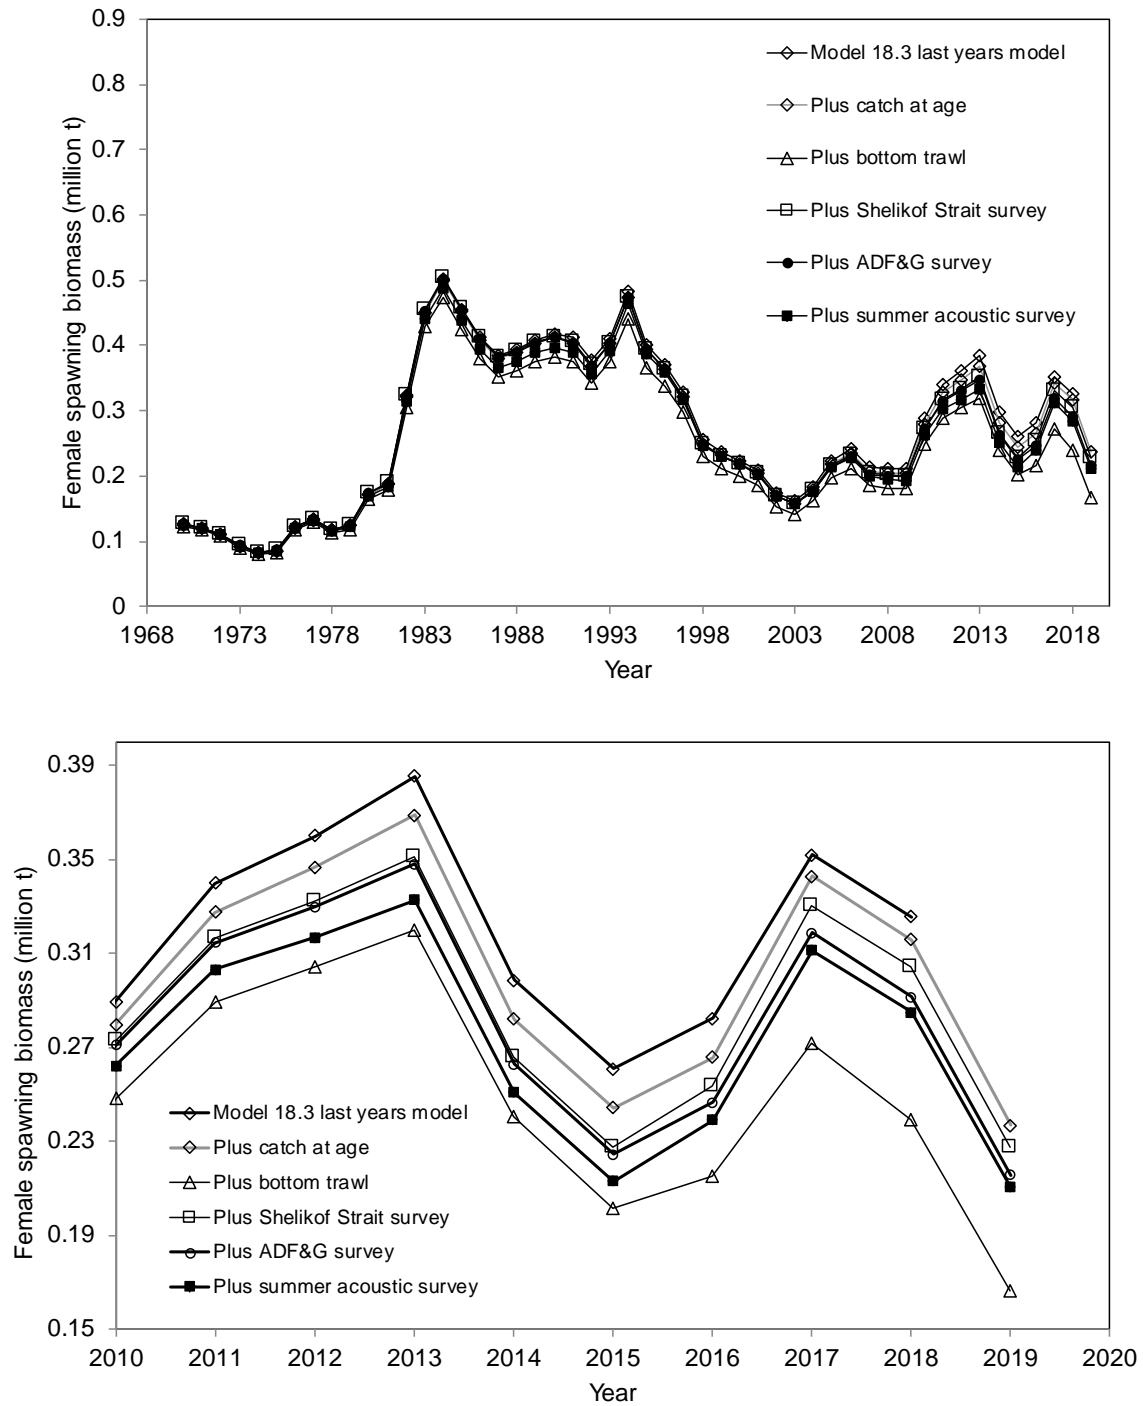 0.9
0.8
0.7
0.6
0.5
0.4
0.3
0.2
0.1
0
Female spawning biomass (million t)
Model 18.3 last years model
Plus catch at age
Plus bottom trawl
Plus Shelikof Strait survey
Plus ADF&G survey
Plus summer acoustic survey
1968 1973 1978 1983 1988 1993 1998 2003 2008 2013 2018
Year
0.39
0.35
0.31
0.27
0.23
0.19
0.15
Female spawning biomass (million t)
Model 18.3 last years model
Plus catch at age
Plus bottom trawl
Plus Shelikof Strait survey
Plus ADF&G survey
Plus summer acoustic survey
2010 2011 2012 2013 2014 2015 2016 2017 2018 2019 2020
Year